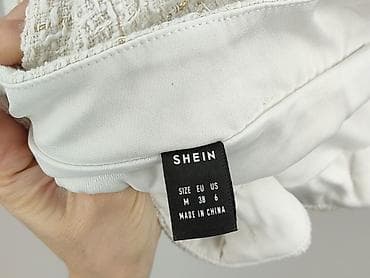 SHEIN
SIZE EU US
M 38 6
MADE IN CHINA